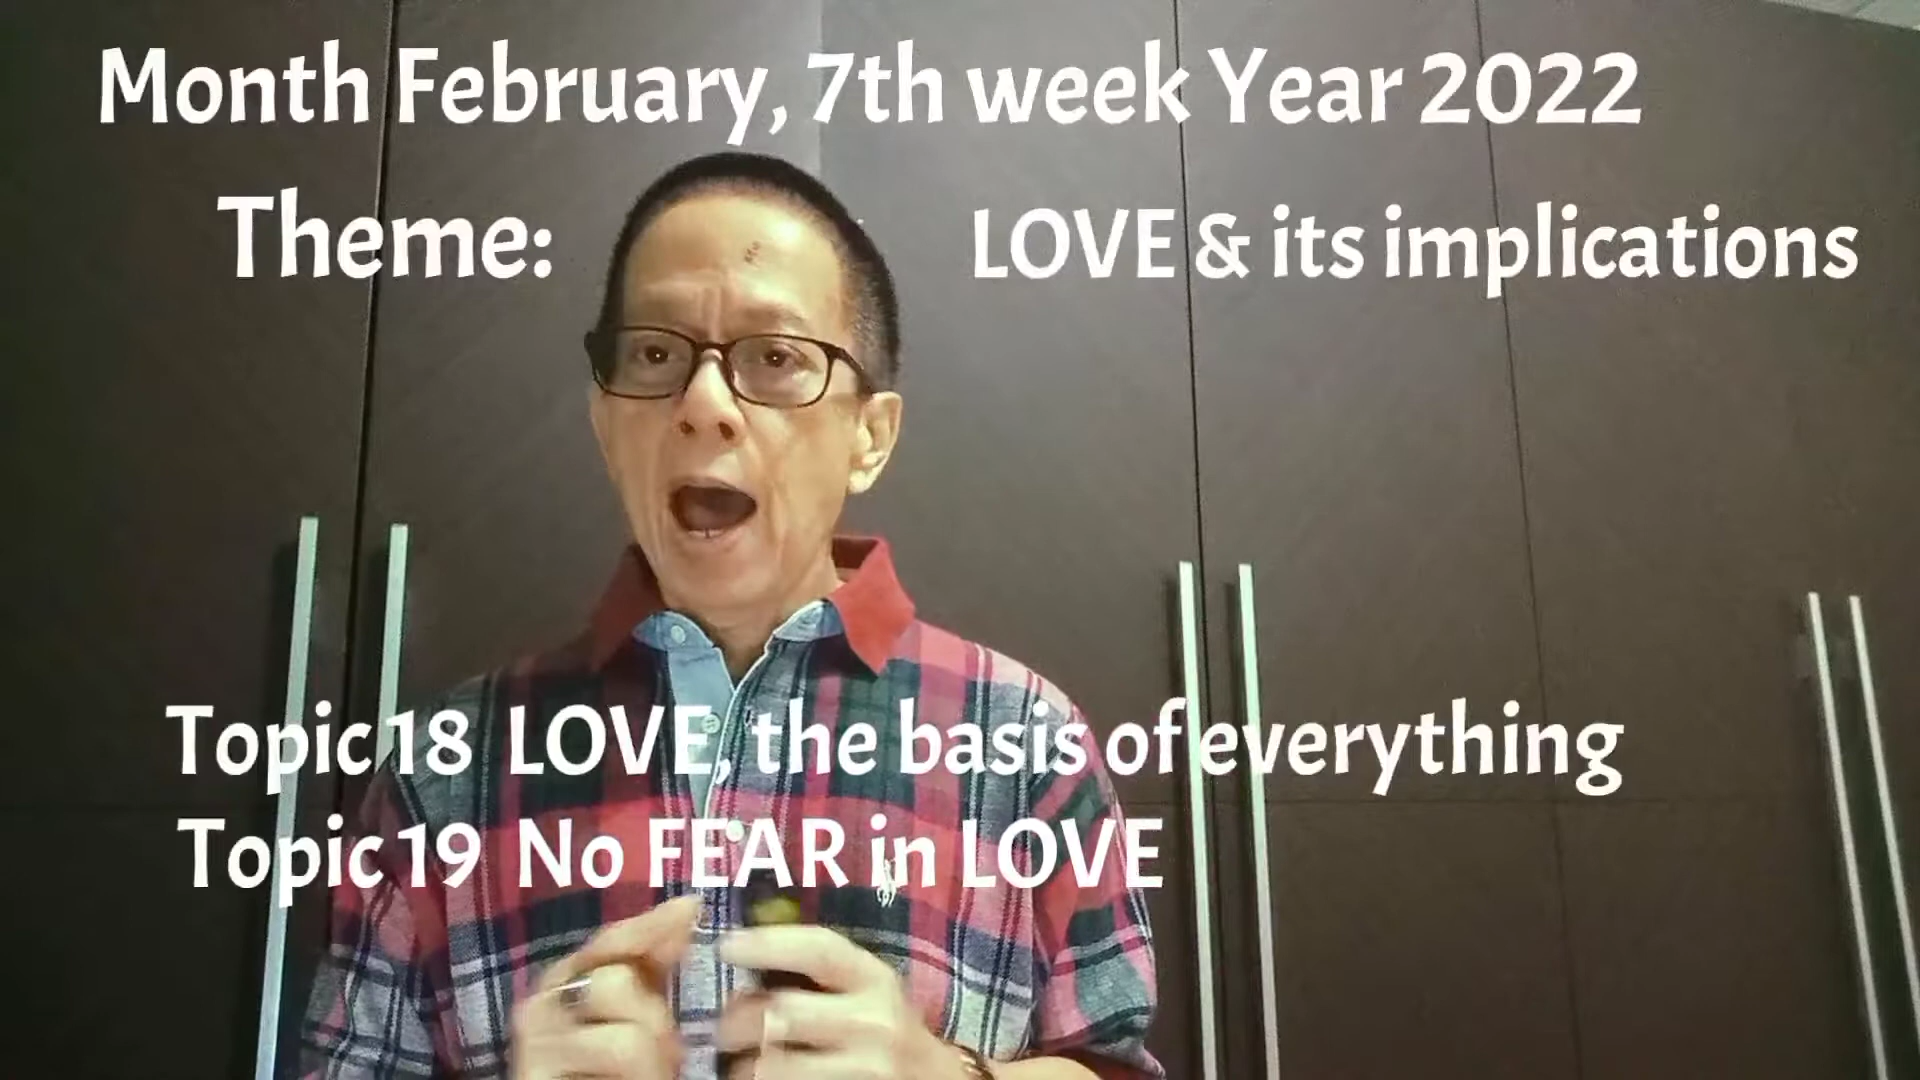 Month February, 7th week Year 2022
Theme: LOVE & its implications
Topic 18 LOVE, the basis of everything
Topic 19 No FEAR in LOVE